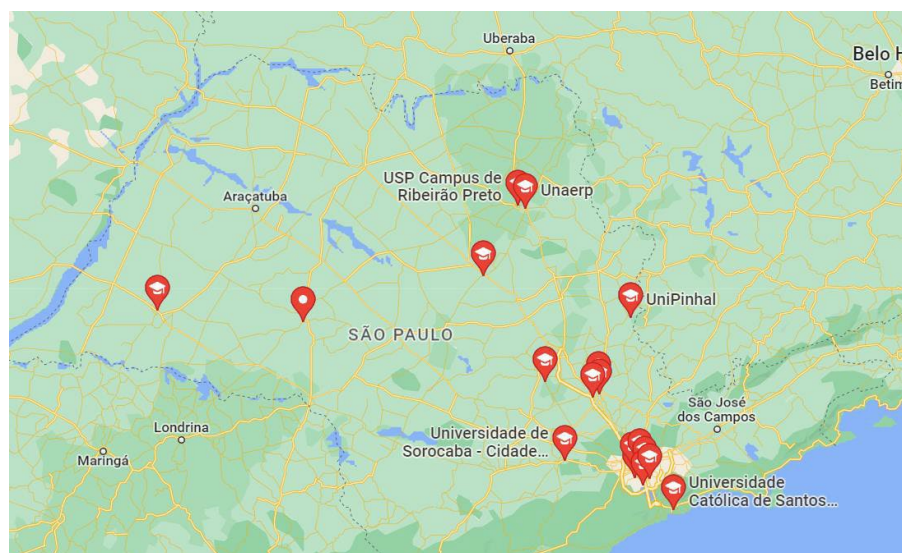 Uberaba
Belo H
Betim
USP Campus de
Ribeirão Preto
Unaerp
Araçatuba
UniPinhal
SÃO PAULO
São José
dos Campos
Londrina
Universidade de
Sorocaba - Cidade...
Maringá
Universidade
Católica de Santos...